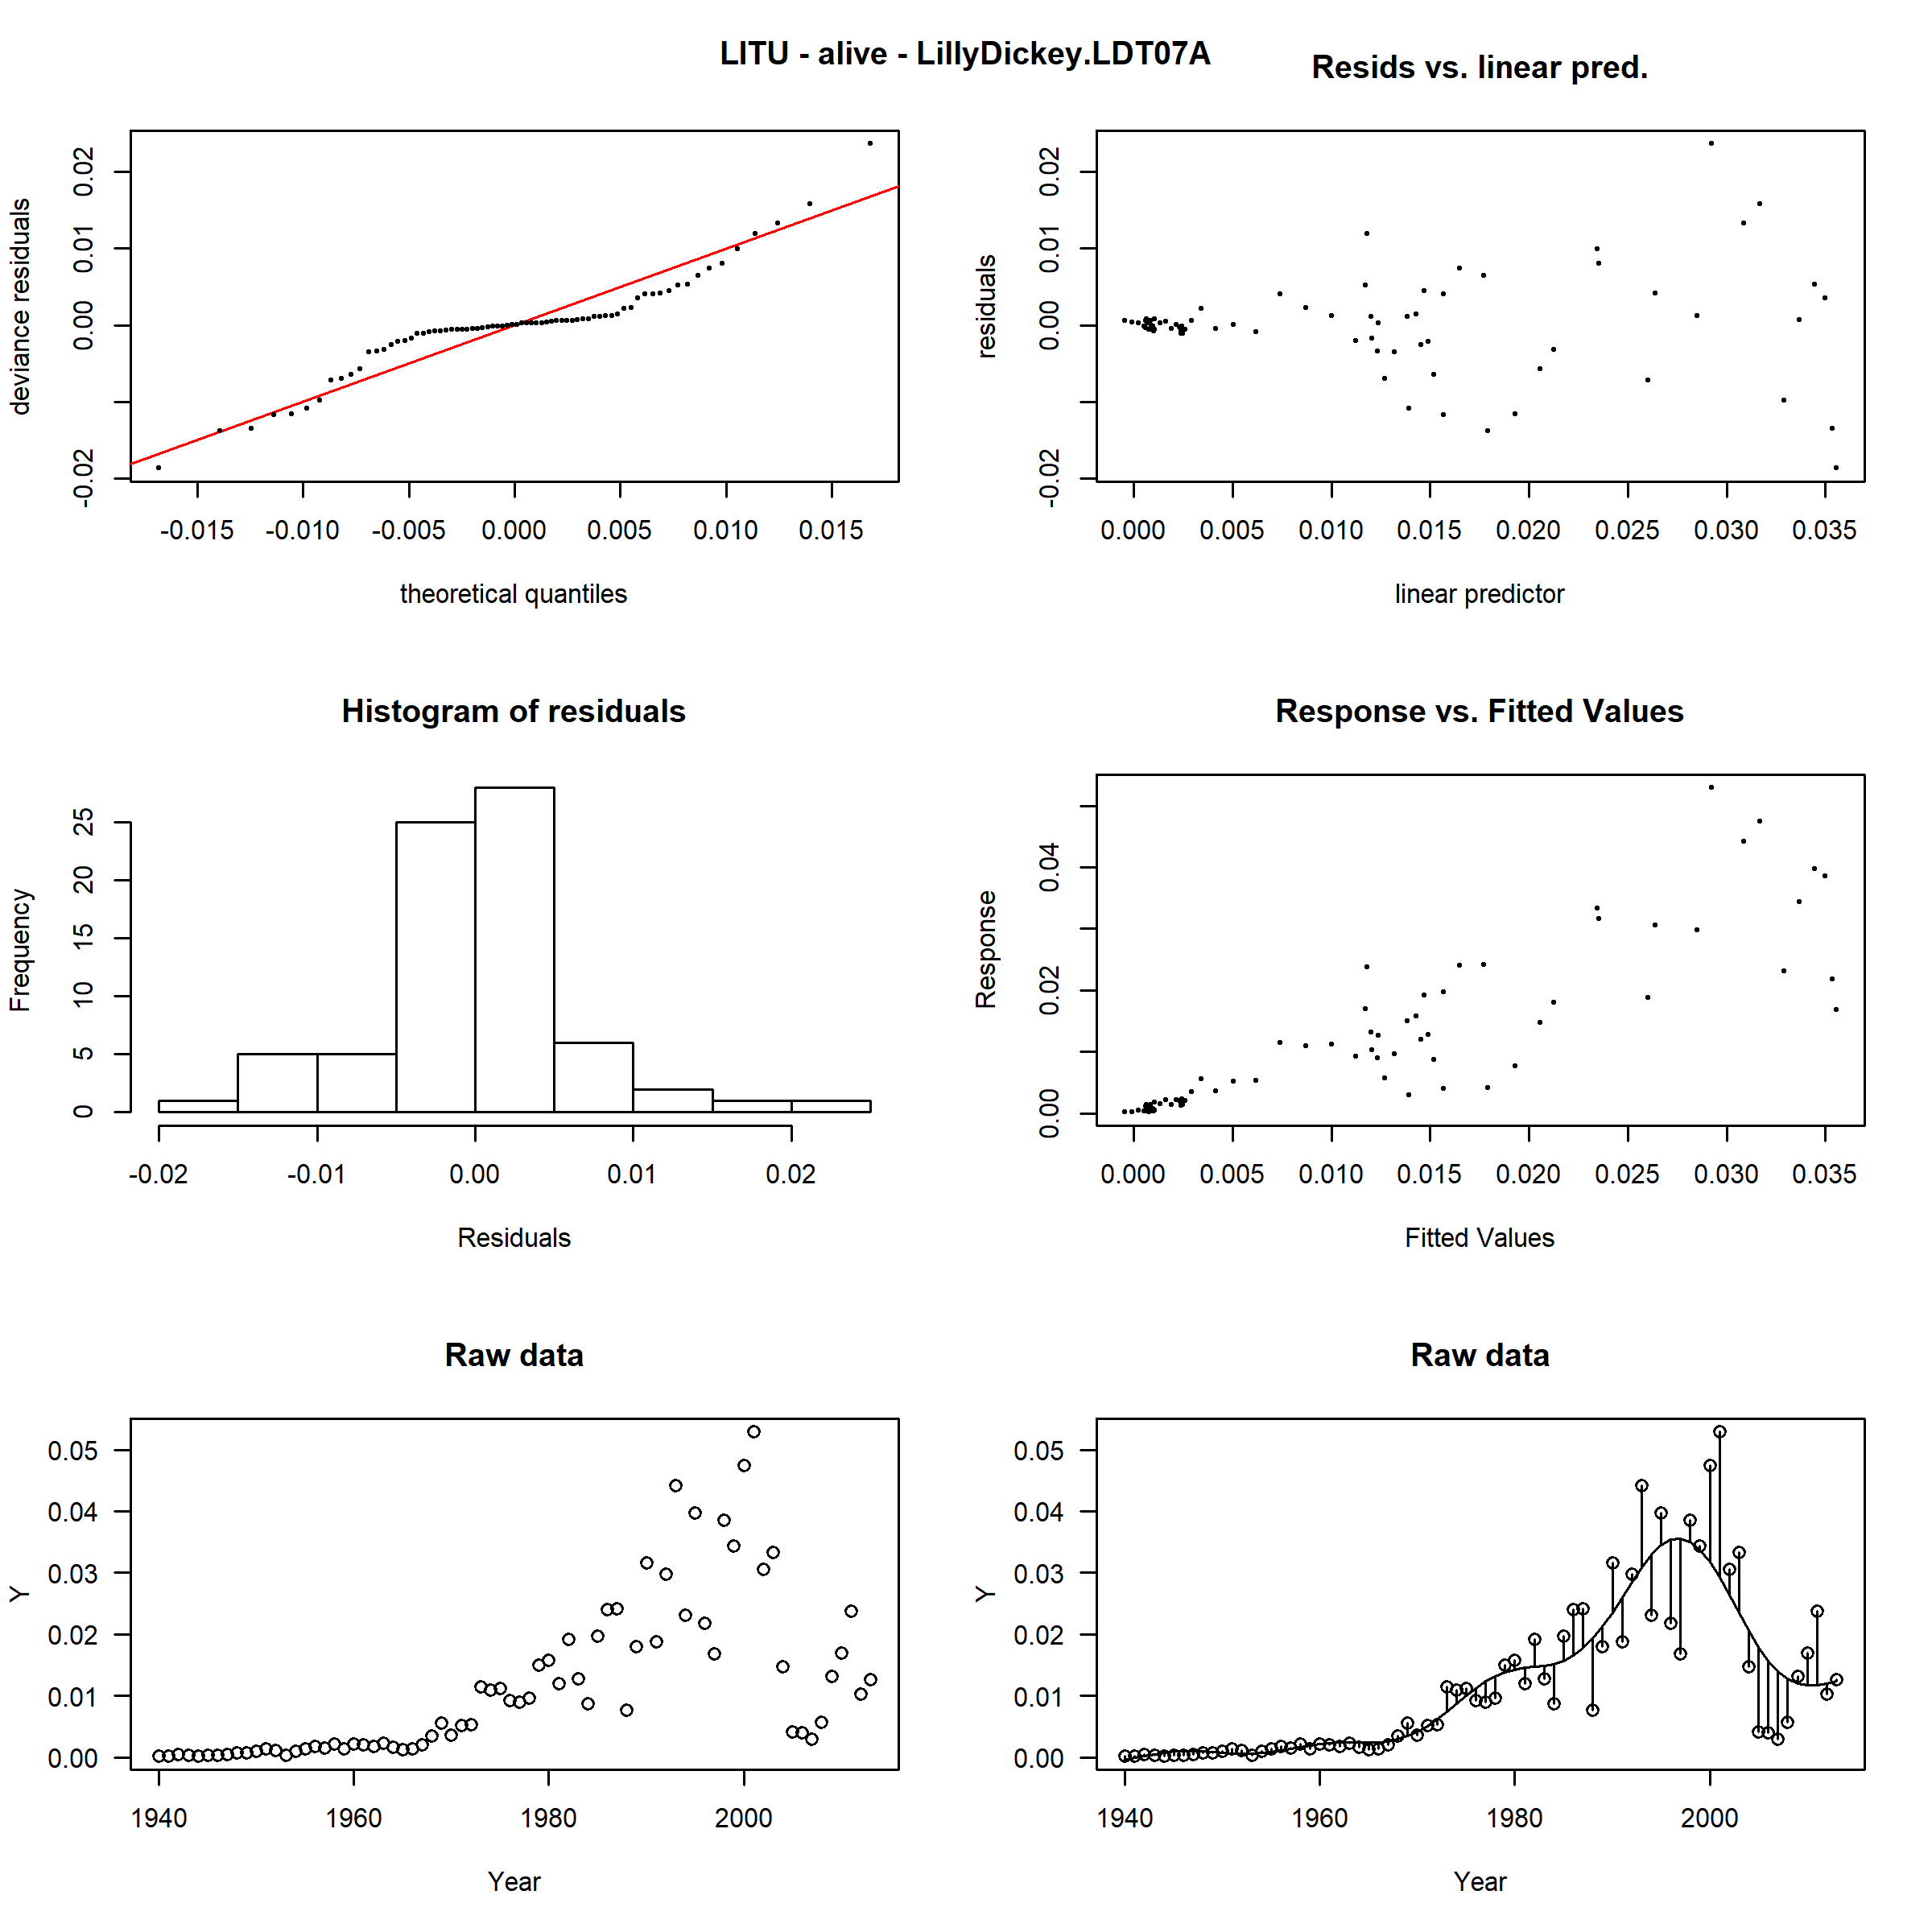 LITU - alive - LillyDickey.LDT07A
Resids vs. linear pred.
deviance residuals
-0.02 0.00 0.01 0.02
-0.015 -0.010 -0.005 0.000 0.005 0.010 0.015
theoretical quantiles
residuals
-0.02 0.00 0.01 0.02
0.000 0.005 0.010 0.015 0.020 0.025 0.030 0.035
linear predictor
Histogram of residuals
Frequency
0 5 10 15 20 25
-0.02 -0.01 0.00 0.01 0.02
Residuals
Response vs. Fitted Values
Response
0.00 0.02 0.04
0.000 0.005 0.010 0.015 0.020 0.025 0.030 0.035
Fitted Values
Raw data
Y
0.05
0.04
0.03
0.02
0.01
0.00
1940 1960 1980 2000
Year
Raw data
Y
0.05
0.04
0.03
0.02
0.01
0.00
1940 1960 1980 2000
Year